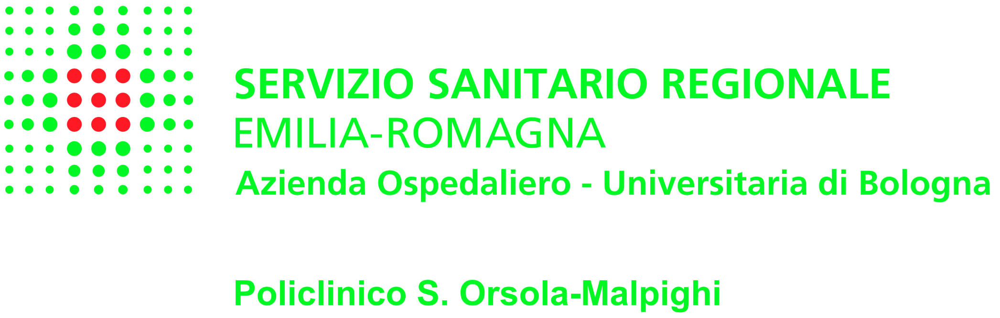 SERVIZIO SANITARIO REGIONALE
EMILIA-ROMAGNA
Azienda Ospedaliero - Universitaria di Bologna
Policlinico S. Orsola-Malpighi